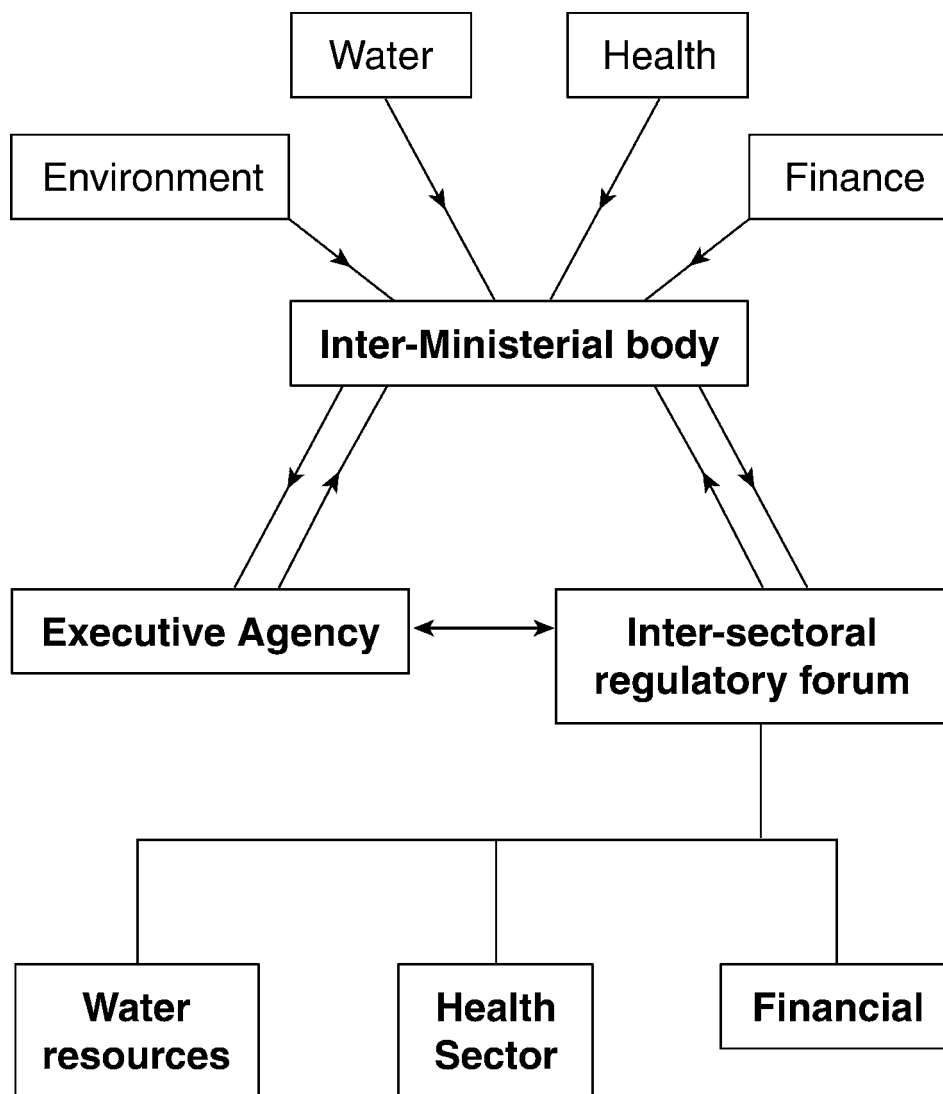 Water
Health
Environment
Finance
Inter-Ministerial body
Executive Agency
Inter-sectoral
regulatory forum
Water
resources
Health
Sector
Financial